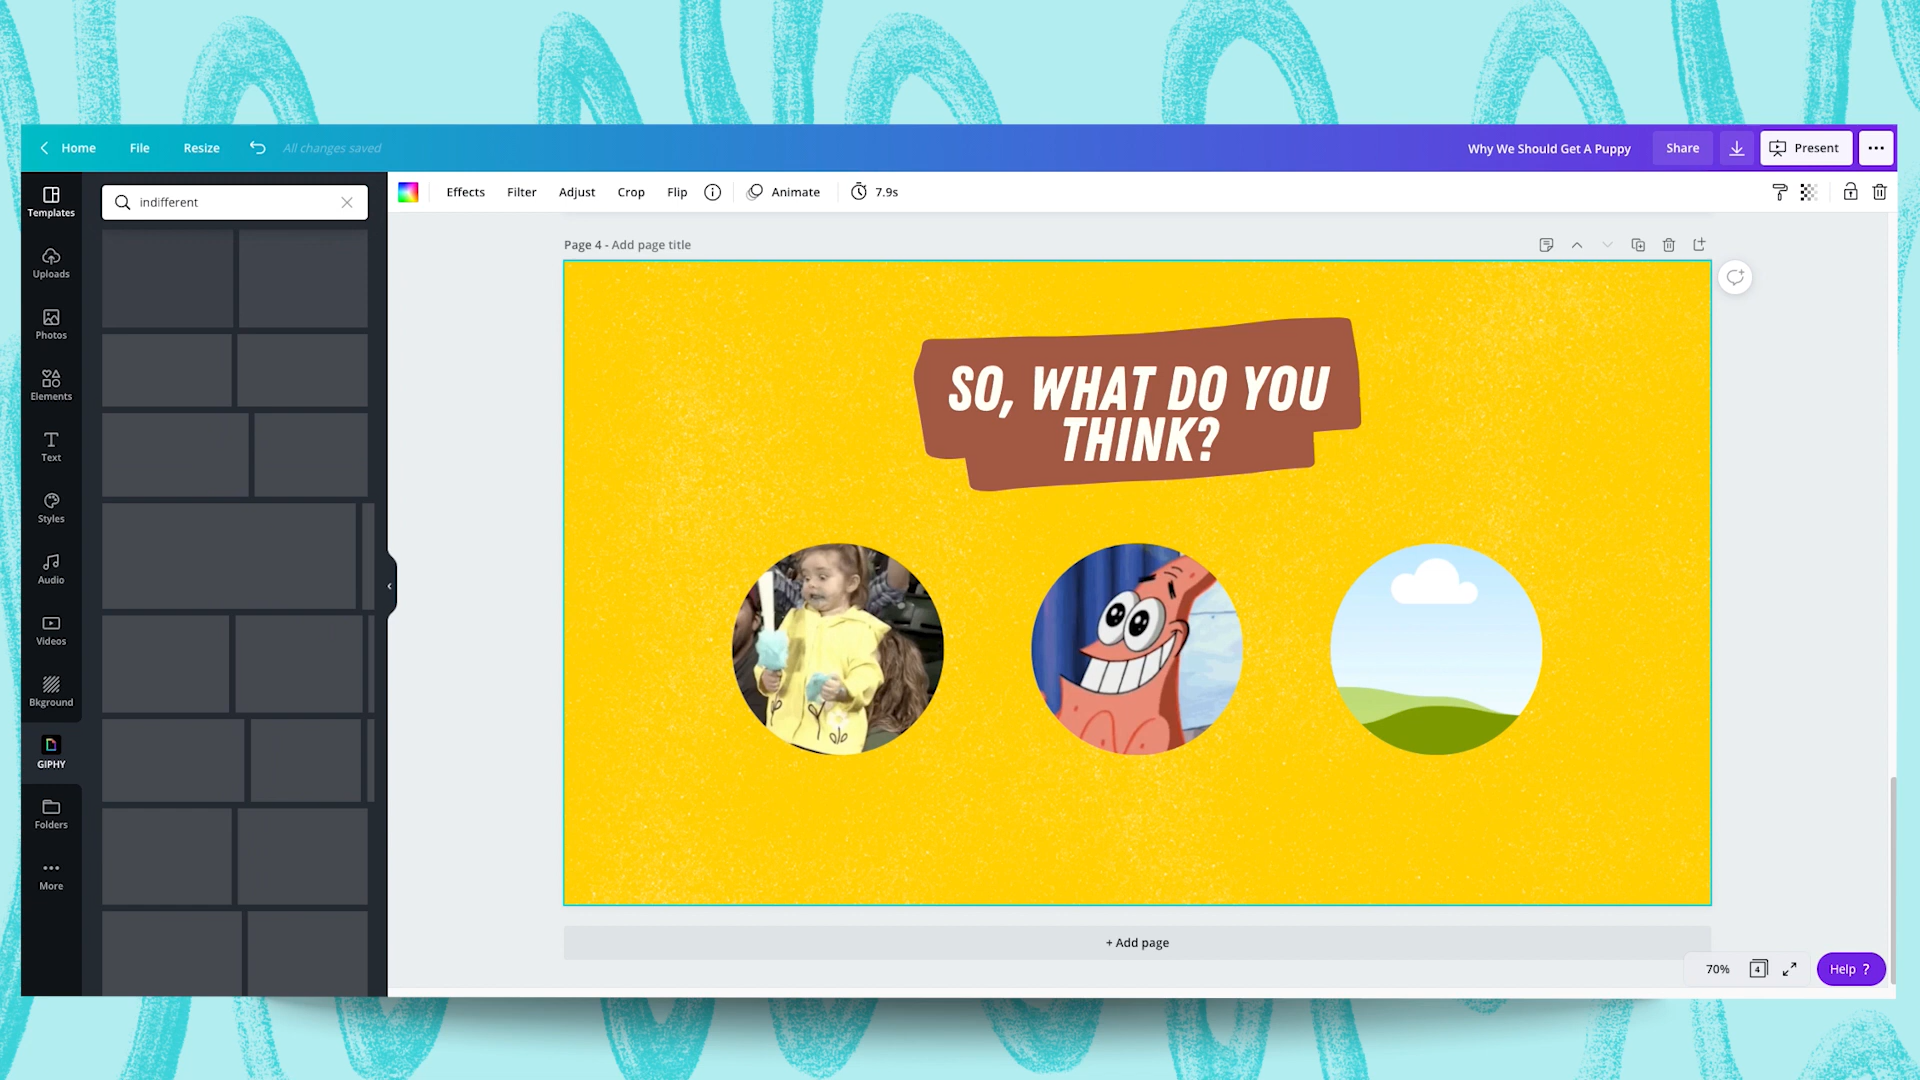 Home
File
Resize
All changes saved
Why We Should Get A Puppy
Share
Present
Templates
Uploads
Photos
Elements
Text
Styles
Audio
Videos
Bkground
GIPHY
Folders
More
indifferent
Effects
Filter
Adjust
Crop
Flip
Animate
7.9s
Page 4 - Add page title
SO, WHAT DO YOU
THINK?
+ Add page
70%
4
Help ?